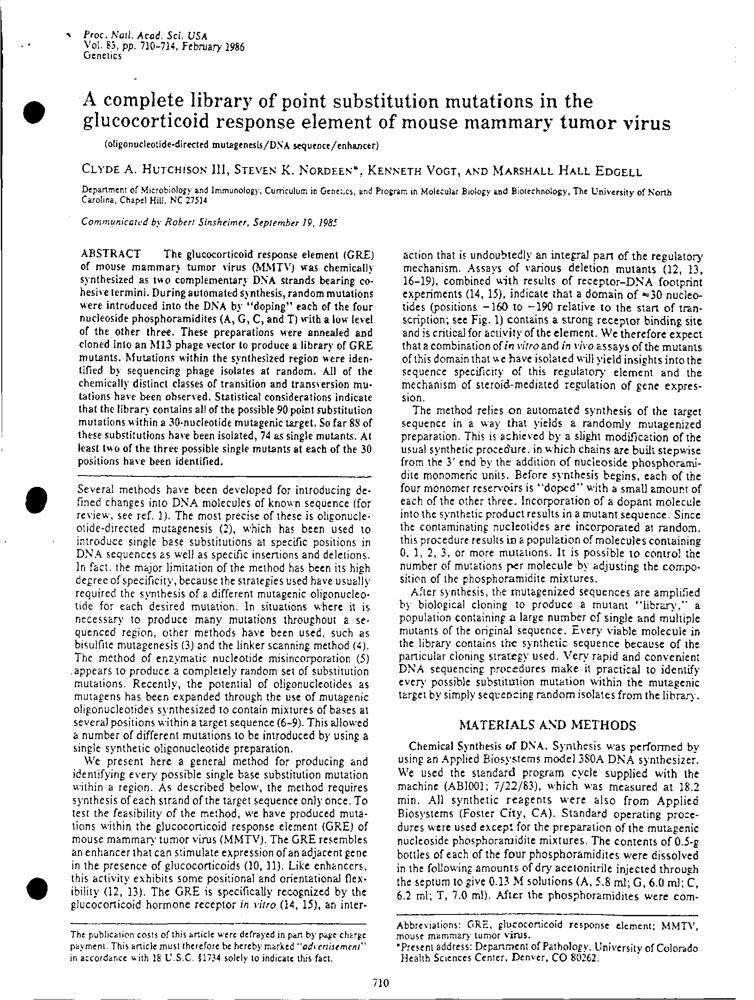 Proc. Natl. Acad. Sci. USA
Vol. 83, pp. 710-714, February 1986
Genetics
A complete library of point substitution mutations in the
glucocorticoid response element of mouse mammary tumor virus
(oligonucleotide-directed mutagenesis/DNA sequence/enhancer)
CLYDE A. HUTCHISON III, STEVEN K. NORDEEN*, KENNETH VOGT, AND MARSHALL HALL EDGELL
Department of Microbiology and Immunology, Curriculum in Genetics, and Program in Molecular Biology and Biotechnology, The University of North
Carolina, Chapel Hill, NC 27514
Communicated by Robert Sinsheimer, September 19, 1985
ABSTRACT The glucocorticoid response element (GRE)
of mouse mammary tumor virus (MMTV) was chemically
synthesized as two complementary DNA strands bearing co-
hesive termini. During automated synthesis, random mutations
were introduced into the DNA by "doping" each of the four
nucleoside phosphoramidites (A, G, C, and T) with a low level
of the other three. These preparations were annealed and
cloned into an M13 phage vector to produce a library of GRE
mutants. Mutations within the synthesized region were iden-
tified by sequencing phage isolates at random. All of the
chemically distinct classes of transition and transversion mu-
tations have been observed. Statistical considerations indicate
that the library contains all of the possible 90 point substitution
mutations within a 30-nucleotide mutagenic target. So far 88 of
these substitutions have been isolated, 74 as single mutants. At
least two of the three possible single mutants at each of the 30
positions have been identified.
Several methods have been developed for introducing de-
fined changes into DNA molecules of known sequence (for
review, see ref. 1). The most precise of these is oligonucle-
otide-directed mutagenesis (2), which has been used to
introduce single base substitutions at specific positions in
DNA sequences as well as specific insertions and deletions.
In fact, the major limitation of the method has been its high
degree of specificity, because the strategies used have usually
required the synthesis of a different mutagenic oligonucleo-
tide for each desired mutation. In situations where it is
necessary to produce many mutations throughout a se-
quenced region, other methods have been used, such as
bisulfite mutagenesis (3) and the linker scanning method (4).
The method of enzymatic nucleotide misincorporation (5)
appears to produce a completely random set of substitution
mutations. Recently, the potential of oligonucleotides as
mutagens has been expanded through the use of mutagenic
oligonucleotides synthesized to contain mixtures of bases at
several positions within a target sequence (6-9). This allowed
a number of different mutations to be introduced by using a
single synthetic oligonucleotide preparation.
We present here a general method for producing and
identifying every possible single base substitution mutation
within a region. As described below, the method requires
synthesis of each strand of the target sequence only once. To
test the feasibility of the method, we have produced muta-
tions within the glucocorticoid response element (GRE) of
mouse mammary tumor virus (MMTV). The GRE resembles
an enhancer that can stimulate expression of an adjacent gene
in the presence of glucocorticoids (10, 11). Like enhancers,
this activity exhibits some positional and orientational flex-
ibility (12, 13). The GRE is specifically recognized by the
glucocorticoid hormone receptor in vitro (14, 15), an inter-
The publication costs of this article were defrayed in part by page charge
payment. This article must therefore be hereby marked "advertisement"
in accordance with 18 U.S.C. §1734 solely to indicate this fact.
action that is undoubtedly an integral part of the regulatory
mechanism. Assays of various deletion mutants (12, 13,
16-19), combined with results of receptor-DNA footprint
experiments (14, 15), indicate that a domain of ≈30 nucleo-
tides (positions −160 to −190 relative to the start of tran-
scription; see Fig. 1) contains a strong receptor binding site
and is critical for activity of the element. We therefore expect
that a combination of in vitro and in vivo assays of the mutants
of this domain that we have isolated will yield insights into the
sequence specificity of this regulatory element and the
mechanism of steroid-mediated regulation of gene expres-
sion.
The method relies on automated synthesis of the target
sequence in a way that yields a randomly mutagenized
preparation. This is achieved by a slight modification of the
usual synthetic procedure, in which chains are built stepwise
from the 3' end by the addition of nucleoside phosphorami-
dite monomeric units. Before synthesis begins, each of the
four monomer reservoirs is "doped" with a small amount of
each of the other three. Incorporation of a dopant molecule
into the synthetic product results in a mutant sequence. Since
the contaminating nucleotides are incorporated at random,
this procedure results in a population of molecules containing
0, 1, 2, 3, or more mutations. It is possible to control the
number of mutations per molecule by adjusting the compo-
sition of the phosphoramidite mixtures.
After synthesis, the mutagenized sequences are amplified
by biological cloning to produce a mutant "library," a
population containing a large number of single and multiple
mutants of the original sequence. Every viable molecule in
the library contains the synthetic sequence because of the
particular cloning strategy used. Very rapid and convenient
DNA sequencing procedures make it practical to identify
every possible substitution mutation within the mutagenic
target by simply sequencing random isolates from the library.
MATERIALS AND METHODS
Chemical Synthesis of DNA. Synthesis was performed by
using an Applied Biosystems model 380A DNA synthesizer.
We used the standard program cycle supplied with the
machine (ABI001; 7/22/83), which was measured at 18.2
min. All synthetic reagents were also from Applied
Biosystems (Foster City, CA). Standard operating proce-
dures were used except for the preparation of the mutagenic
nucleoside phosphoramidite mixtures. The contents of 0.5-g
bottles of each of the four phosphoramidites were dissolved
in the following amounts of dry acetonitrile injected through
the septum to give 0.13 M solutions (A, 5.8 ml; G, 6.0 ml; C,
6.2 ml; T, 7.0 ml). After the phosphoramidites were com-
Abbreviations: GRE, glucocorticoid response element; MMTV,
mouse mammary tumor virus.
*Present address: Department of Pathology, University of Colorado
Health Sciences Center, Denver, CO 80262.
710